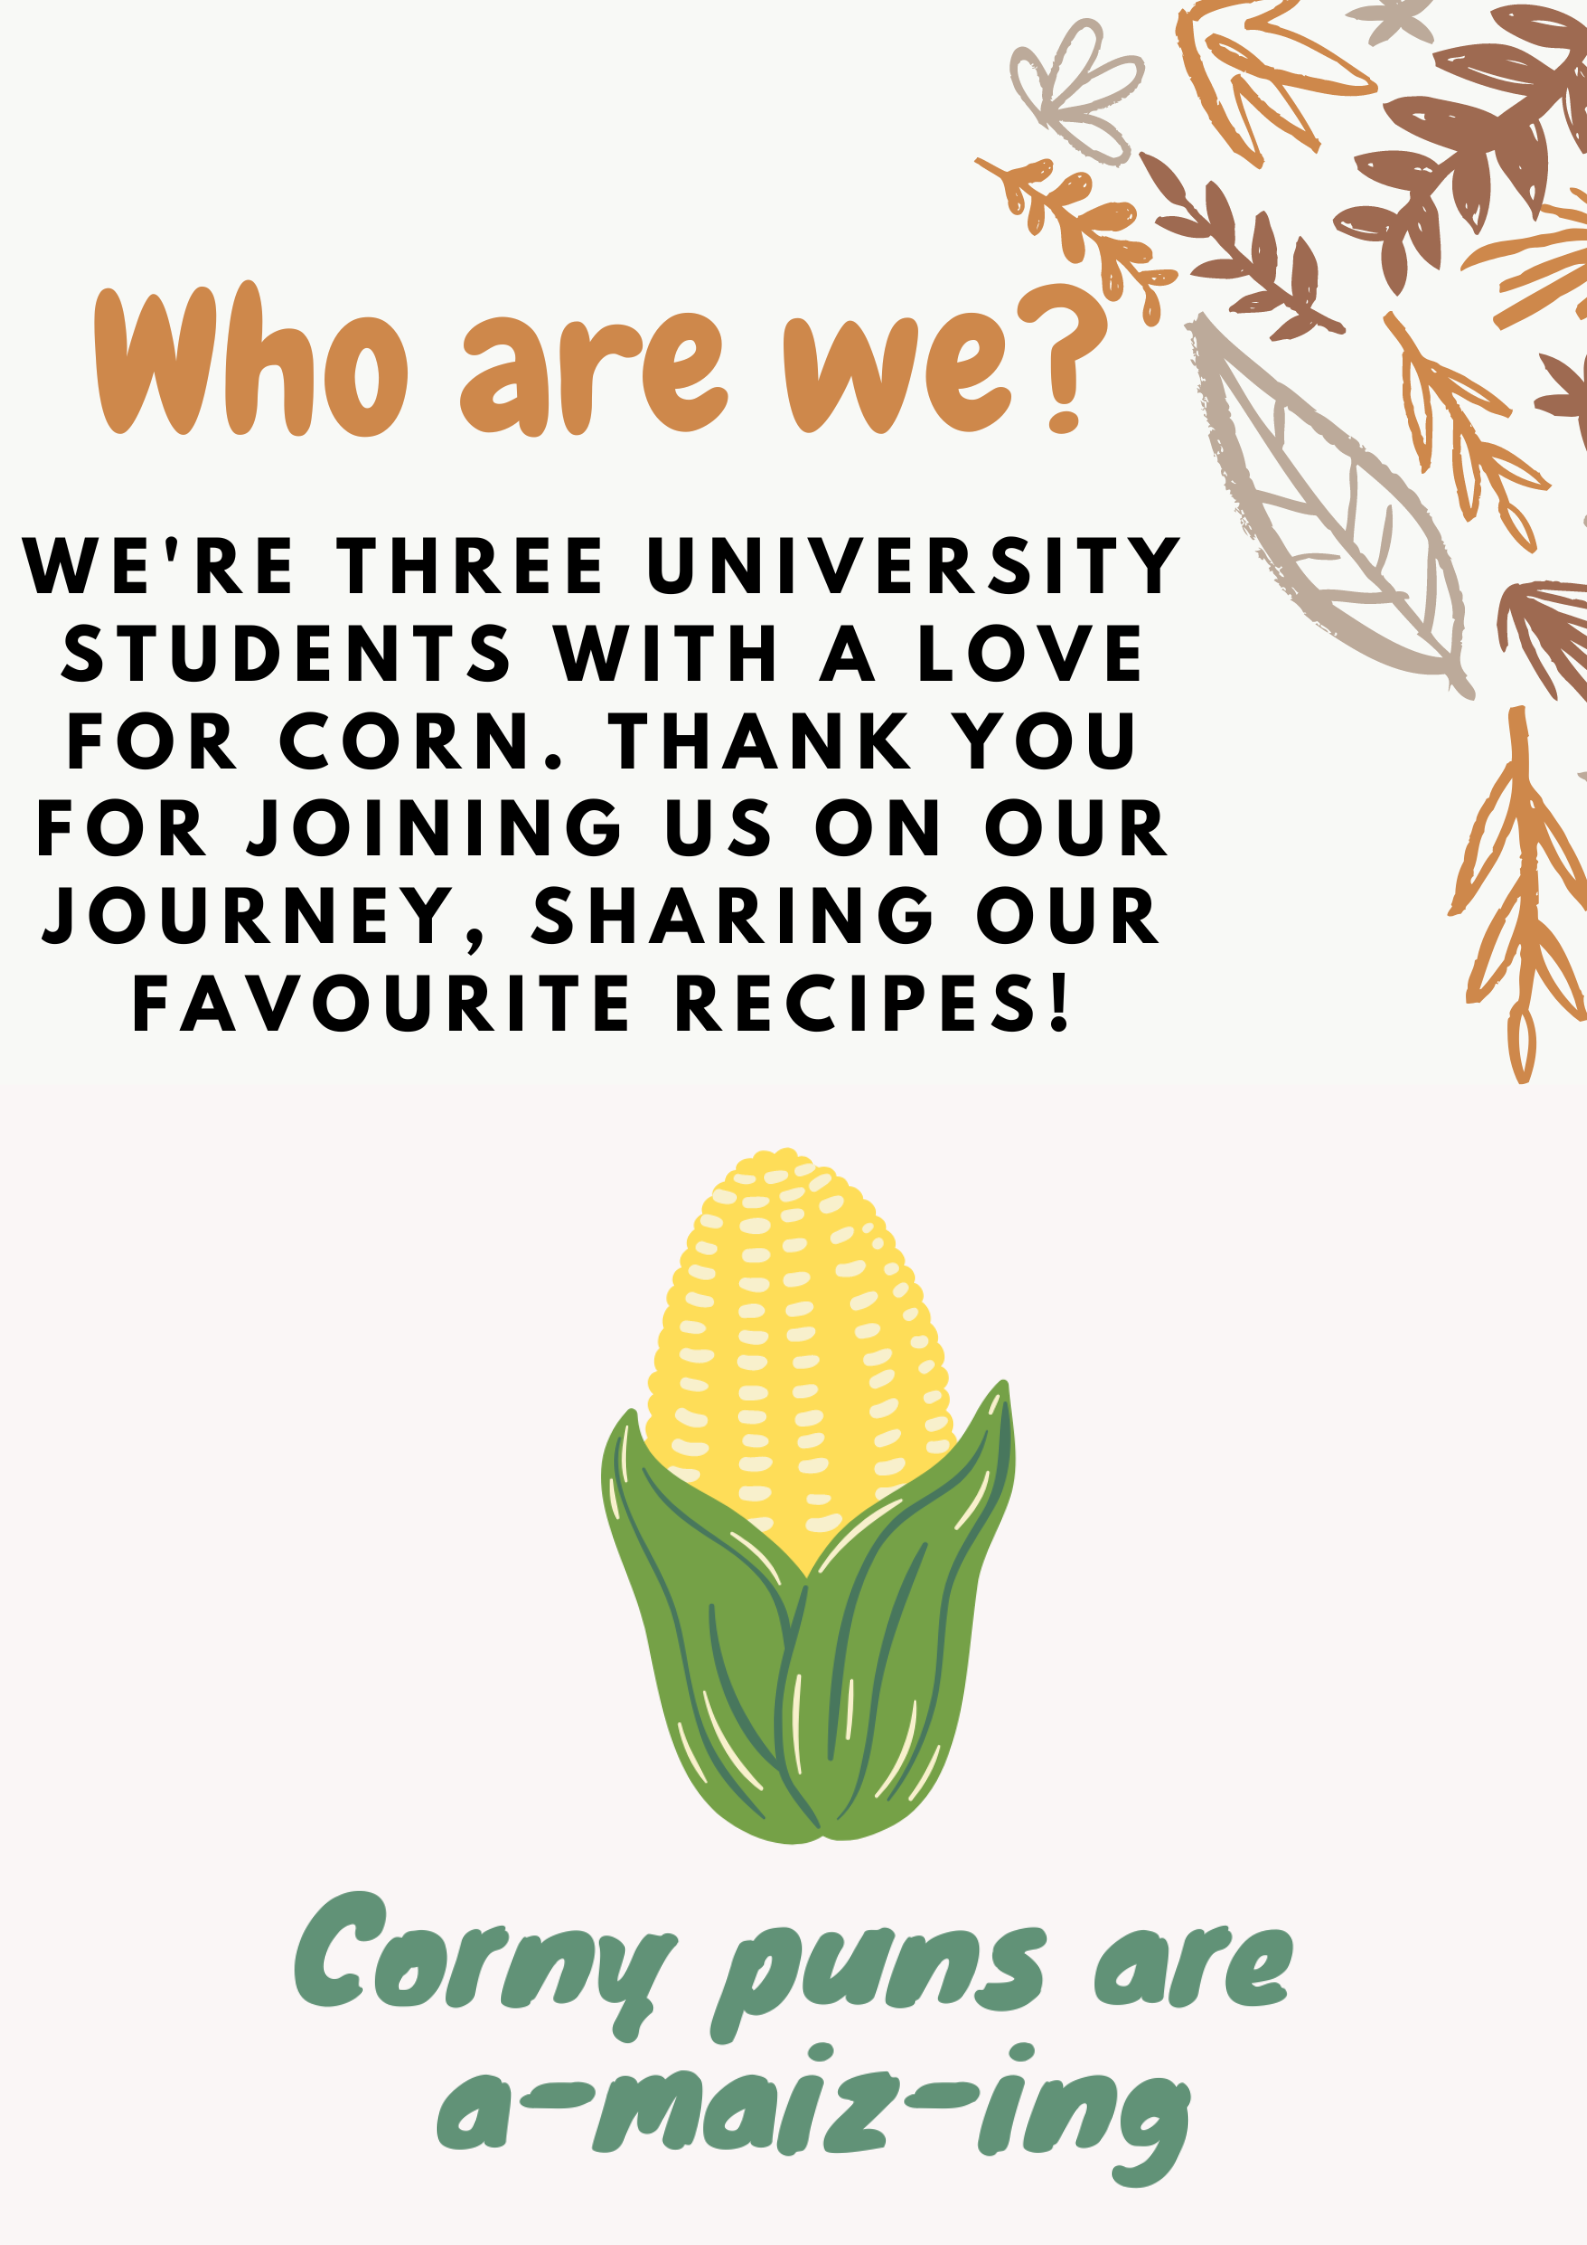 Who are we?
WE'RE THREE UNIVERSITY
STUDENTS WITH A LOVE
FOR CORN. THANK YOU
FOR JOINING US ON OUR
JOURNEY, SHARING OUR
FAVOURITE RECIPES!
Corny puns are
a-maiz-ing